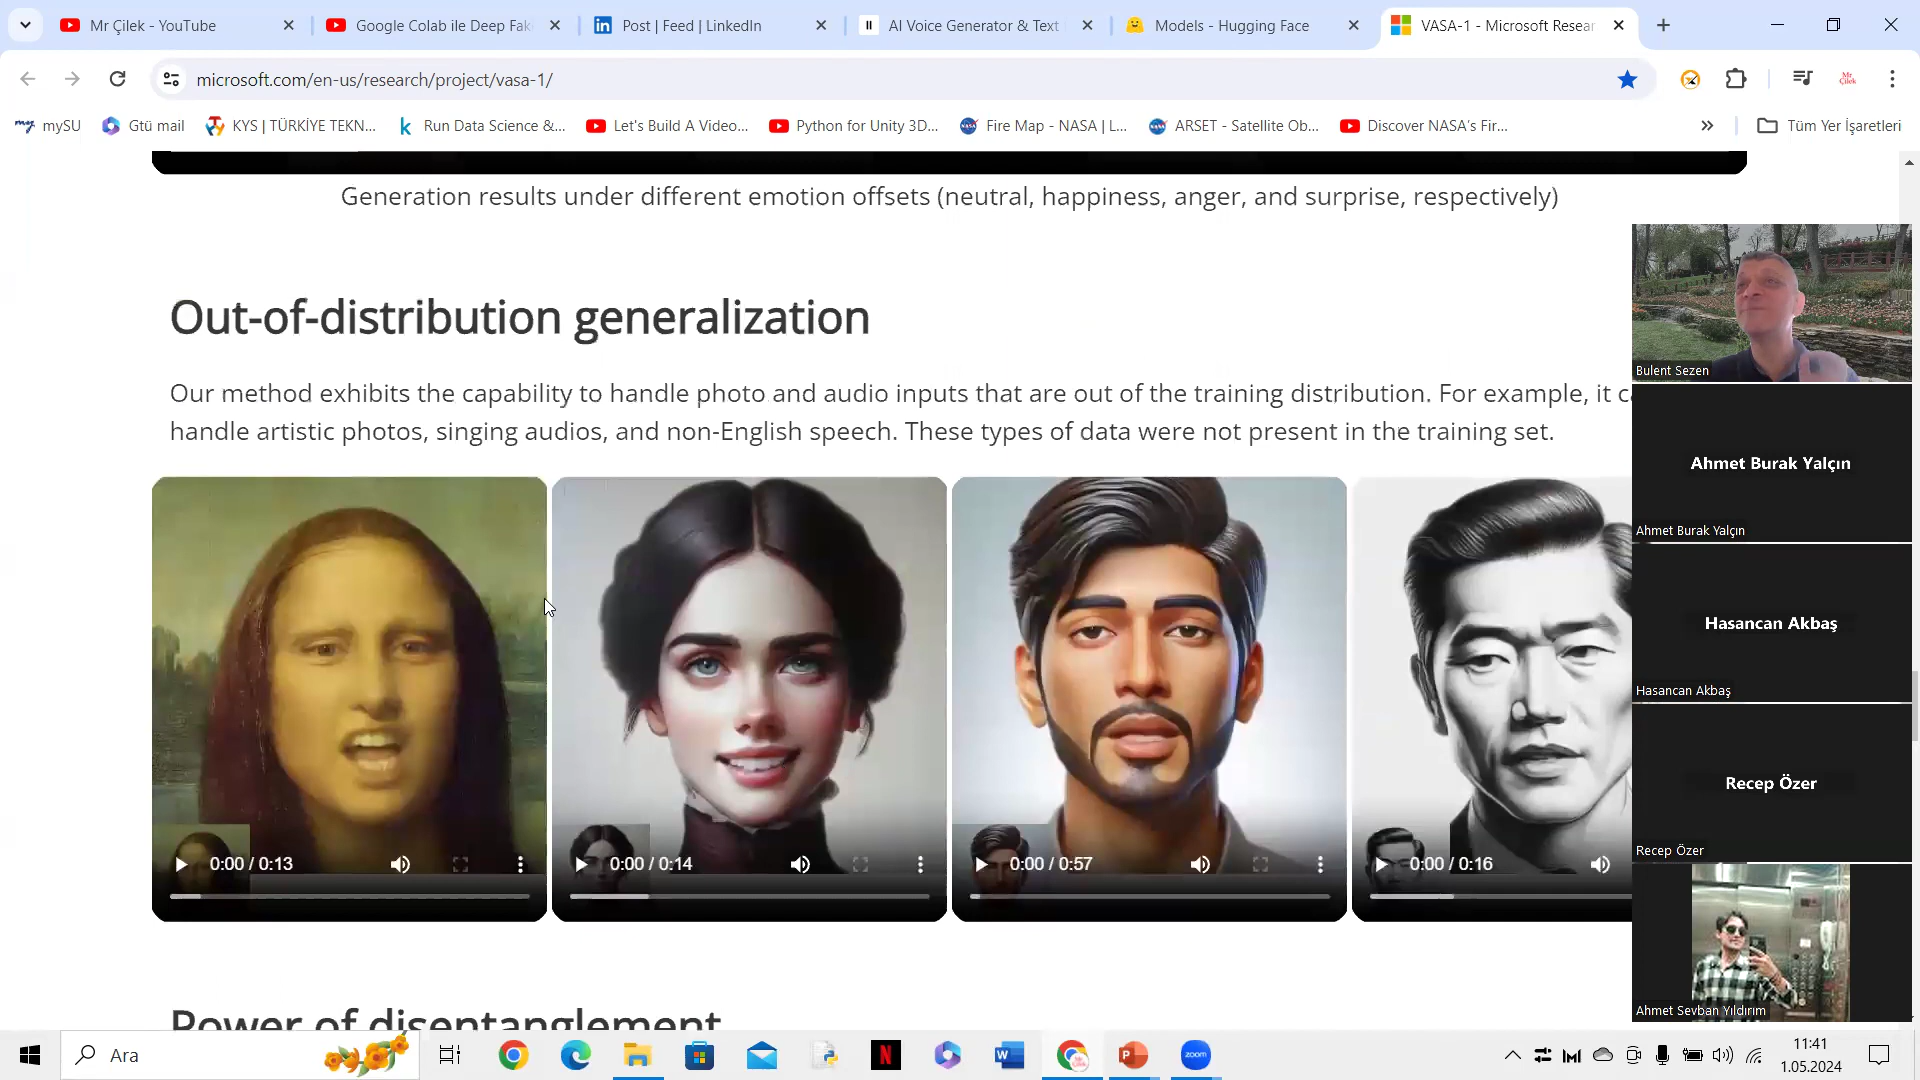 Mr Çilek - YouTube
Google Colab ile Deep Fak
Post | Feed | LinkedIn
AI Voice Generator & Text
Models - Hugging Face
VASA-1 - Microsoft Resear
microsoft.com/en-us/research/project/vasa-1/
mySU
Gtü mail
KYS | TÜRKİYE TEKN...
Run Data Science &...
Let's Build A Video...
Python for Unity 3D...
Fire Map - NASA | L...
ARSET - Satellite Ob...
Discover NASA's Fir...
Tüm Yer İşaretleri
Generation results under different emotion offsets (neutral, happiness, anger, and surprise, respectively)
Out-of-distribution generalization
Our method exhibits the capability to handle photo and audio inputs that are out of the training distribution. For example, it c
handle artistic photos, singing audios, and non-English speech. These types of data were not present in the training set.
0:00 / 0:13
0:00 / 0:14
0:00 / 0:57
0:00 / 0:16
Power of disentanglement
Bulent Sezen
Ahmet Burak Yalçın
Ahmet Burak Yalçın
Hasancan Akbaş
Hasancan Akbaş
Recep Özer
Recep Özer
Ahmet Sevban Yıldırım
Ara
zoom
11:41
1.05.2024